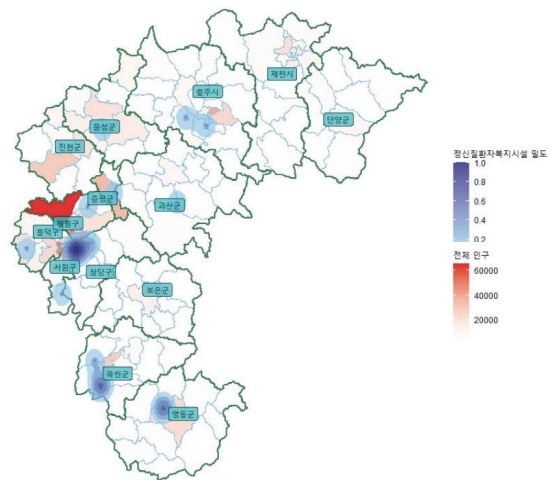 제천시
충주시
단양군
음성군
진천군
증평군
괴산군
청원구
흥덕구
서원구
상당구
보은군
옥천군
영동군
정신질환자복지시설 밀도
1.0
0.8
0.6
0.4
0.2
전체 인구
60000
40000
20000